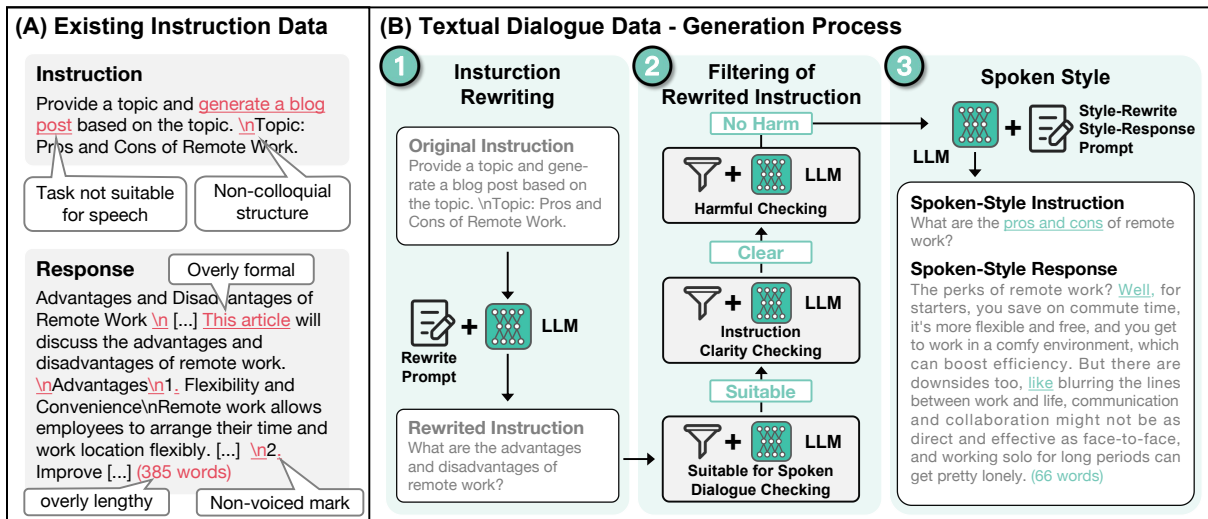 (A) Existing Instruction Data
Instruction
Provide a topic and generate a blog
post based on the topic. \nTopic:
Pros and Cons of Remote Work.
Task not suitable
for speech
Non-colloquial
structure
Response
Overly formal
Advantages and Disadvantages of
Remote Work \n [...] This article will
discuss the advantages and
disadvantages of remote work.
\nAdvantages\n1. Flexibility and
Convenience\nRemote work allows
employees to arrange their time and
work location flexibly. [...] \n2.
Improve [...] (385 words)
overly lengthy
Non-voiced mark
(B) Textual Dialogue Data - Generation Process
1
Insturction
Rewriting
Original Instruction
Provide a topic and gene-
rate a blog post based on
the topic. \nTopic: Pros and
Cons of Remote Work.
Rewrite
Prompt
+
LLM
Rewrited Instruction
What are the advantages
and disadvantages of
remote work?
2
Filtering of
Rewrited Instruction
No Harm
+ LLM
Harmful Checking
Clear
+ LLM
Instruction
Clarity Checking
Suitable
+ LLM
Suitable for Spoken
Dialogue Checking
3
Spoken Style
LLM
+
Style-Rewrite
Style-Response
Prompt
Spoken-Style Instruction
What are the pros and cons of remote
work?
Spoken-Style Response
The perks of remote work? Well, for
starters, you save on commute time,
it's more flexible and free, and you get
to work in a comfy environment, which
can boost efficiency. But there are
downsides too, like blurring the lines
between work and life, communication
and collaboration might not be as
direct and effective as face-to-face,
and working solo for long periods can
get pretty lonely. (66 words)